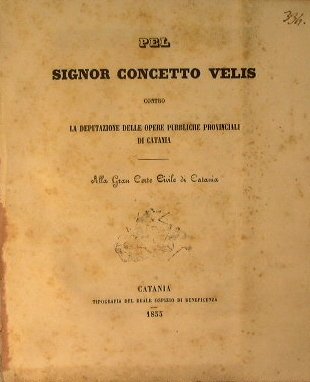 PEL
SIGNOR CONCETTO VELIS
CONTRO
LA DEPUTAZIONE DELLE OPERE PUBBLICHE PROVINCIALI
DI CATANIA
Alla Gran Corte Civile di Catania
CATANIA
TIPOGRAFIA DEL REALE OSPIZIO DI BENEFICENZA
1855